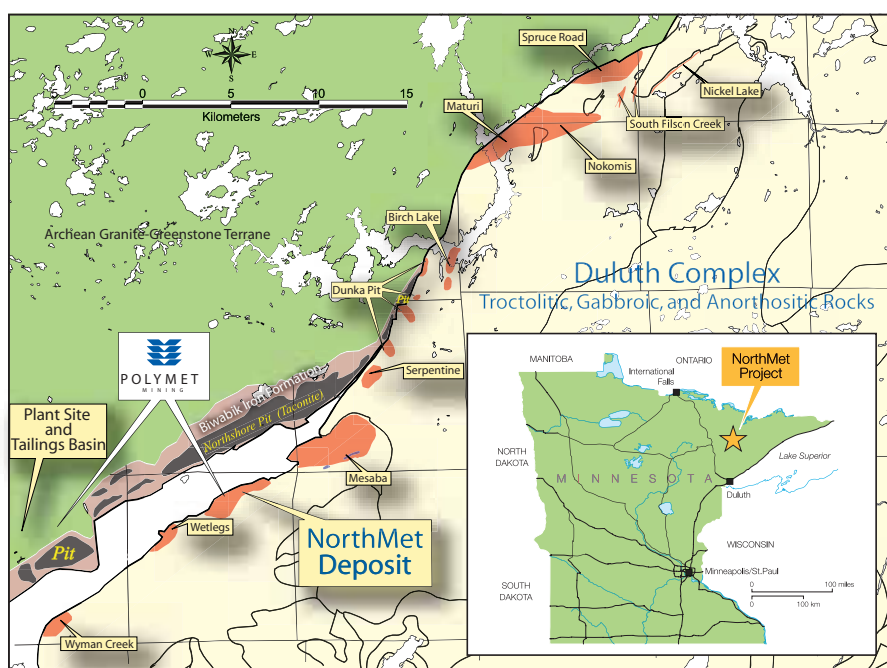 Spruce Road
N
W
E
S
5
0
5
10
15
Kilometers
Nickel Lake
Maturi
South Filson Creek
Nokomis
Birch Lake
Archean Granite-Greenstone Terrane
Duluth Complex
Troctolitic, Gabbroic, and Anorthositic Rocks
Dunka Pit
Pit
POLYMET
MINING
Serpentine
Biwabik Iron Formation
Northshore Pit (Taconite)
Plant Site
and
Tailings Basin
Mesaba
Wetlegs
NorthMet
Deposit
Pit
Wyman Creek
MANITOBA
ONTARIO
International
Falls
NorthMet
Project
NORTH
DAKOTA
Lake Superior
MINNESOTA
Duluth
WISCONSIN
Minneapolis/St.Paul
SOUTH
DAKOTA
0
100 miles
0
100 km